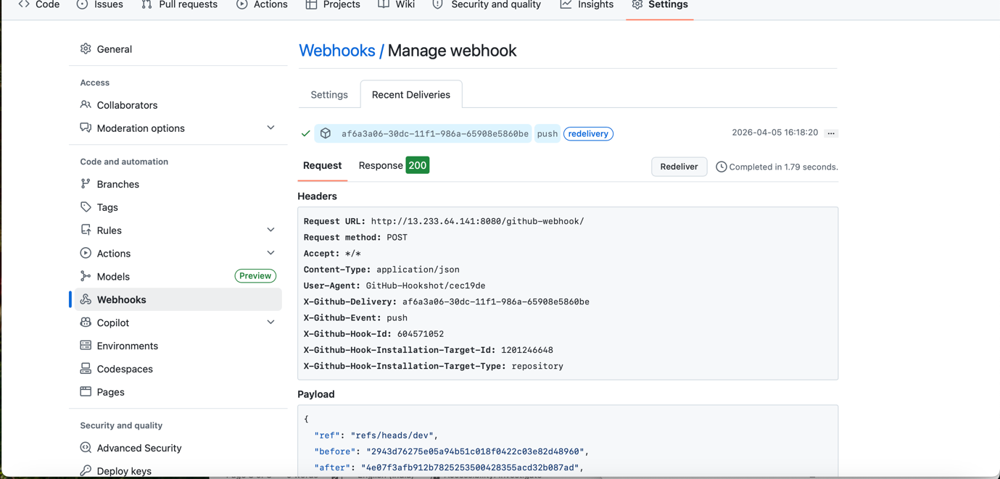 Code Issues Pull requests Actions Projects Wiki Security and quality Insights Settings
General
Access
Collaborators
Moderation options
Code and automation
Branches
Tags
Rules
Actions
Models Preview
Webhooks
Copilot
Environments
Codespaces
Pages
Security and quality
Advanced Security
Deploy keys
Webhooks / Manage webhook
Settings Recent Deliveries
af6a3a06-30dc-11f1-986a-65908e5860be push redelivery 2026-04-05 16:18:20 ...
Request Response 200 Redeliver Completed in 1.79 seconds.
Headers
Request URL: http://13.233.64.141:8080/github-webhook/
Request method: POST
Accept: */*
Content-Type: application/json
User-Agent: GitHub-Hookshot/cec19de
X-Github-Delivery: af6a3a06-30dc-11f1-986a-65908e5860be
X-Github-Event: push
X-Github-Hook-Id: 604571052
X-Github-Hook-Installation-Target-Id: 1201246648
X-Github-Hook-Installation-Target-Type: repository
Payload
{
"ref": "refs/heads/dev",
"before": "2943d76275e05a94b51c018f0422c03e82d48960",
"after": "4e07f3afb912b7825253500428355acd32b087ad",